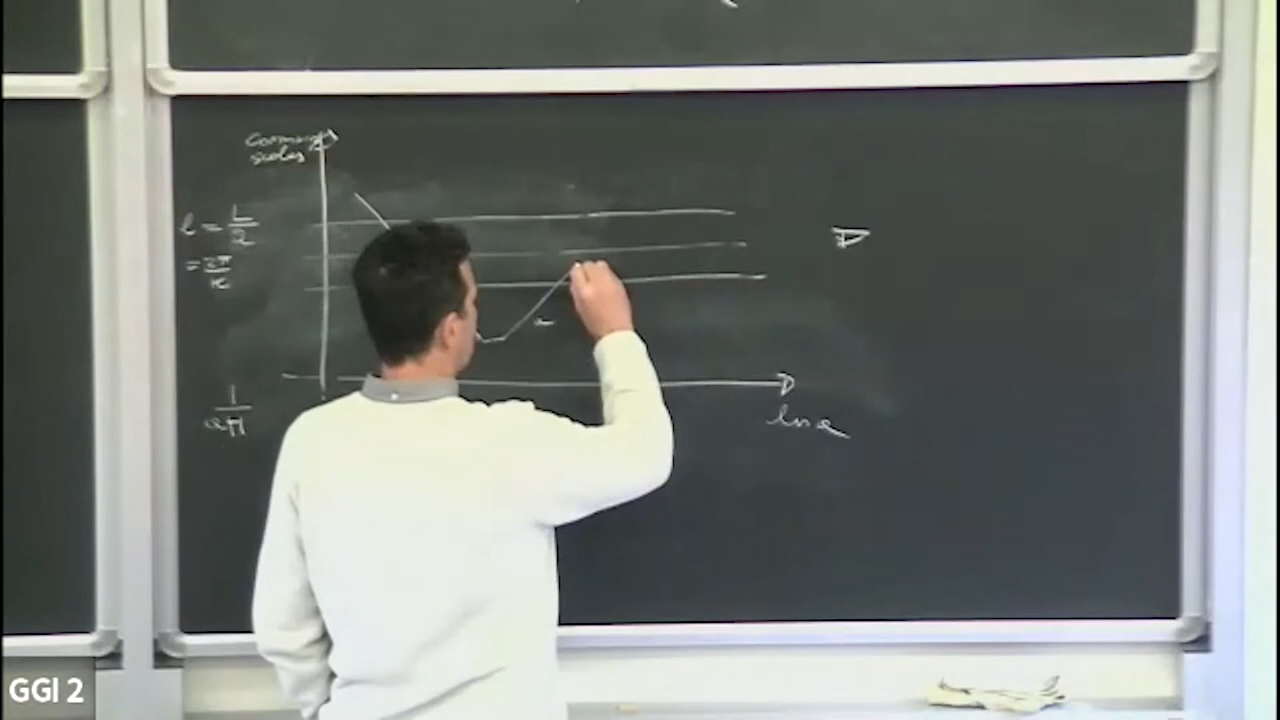 Comoving
scales
l = L/a
= 2π/k
1/aH
ln a
GGI 2